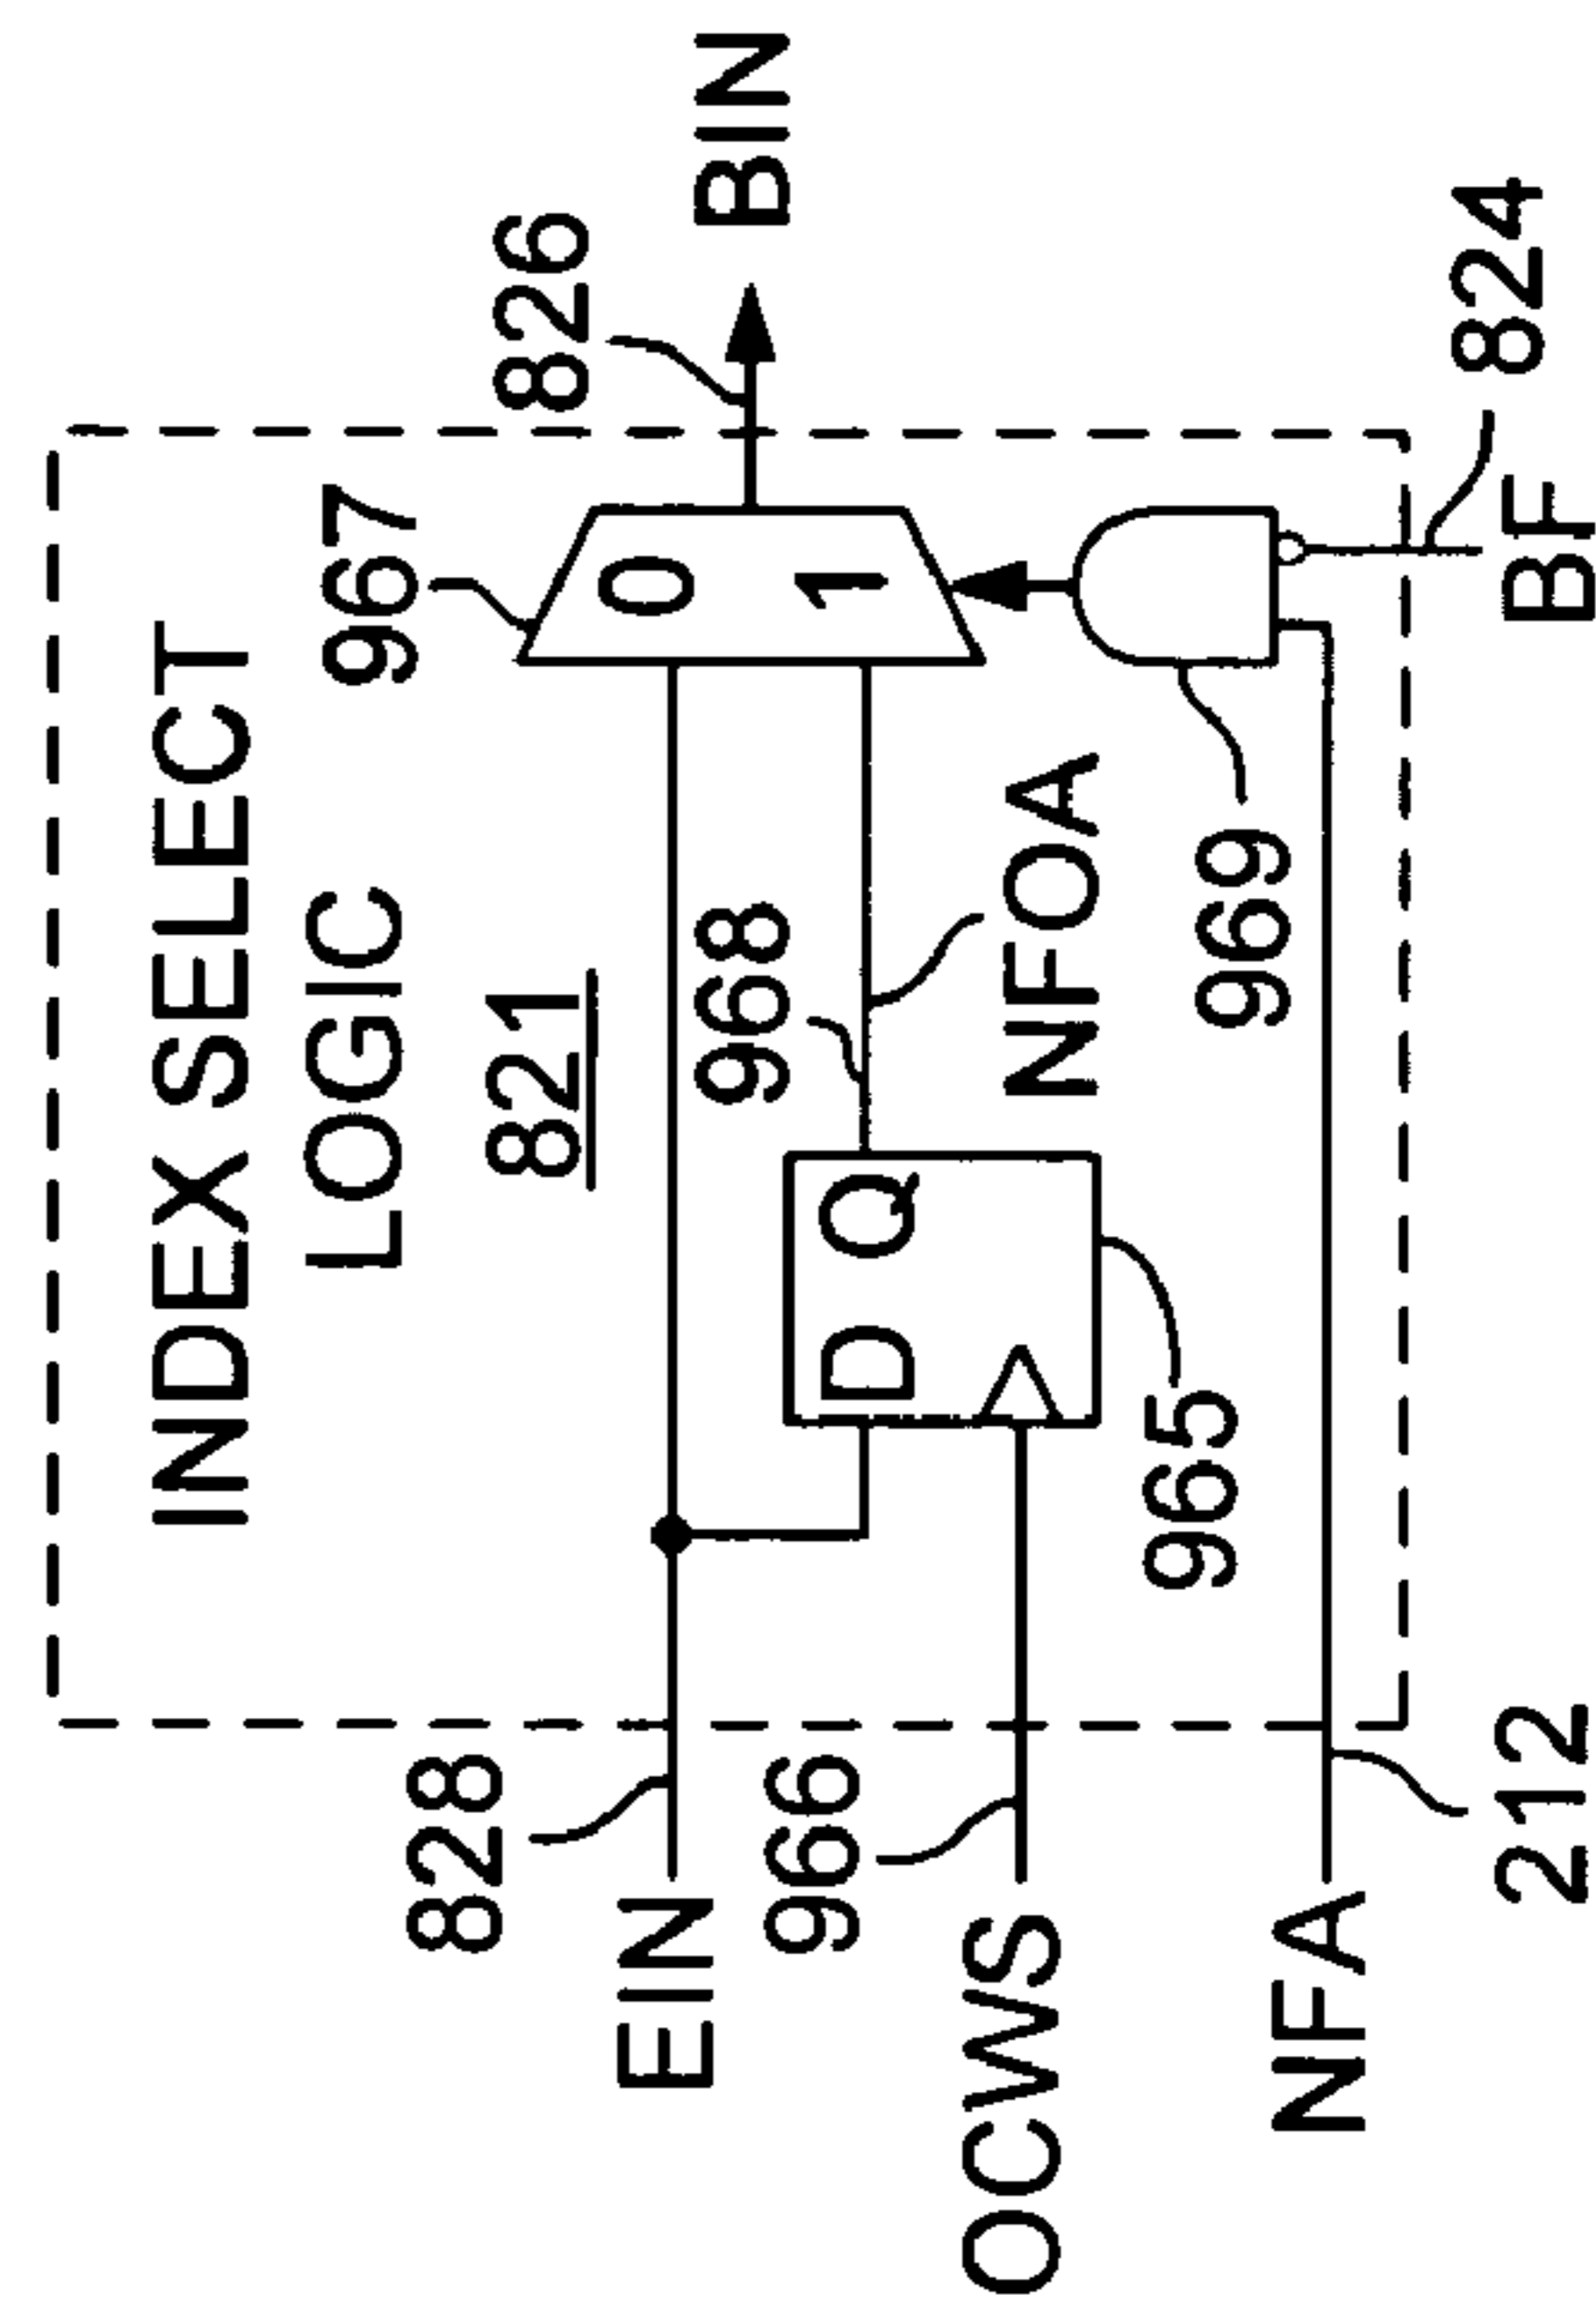 INDEX SELECT
LOGIC
821
967
826
BIN
0
1
828
EIN
968
D Q
NFOA
966
OCWS
965
969
NFA
212
BF
824